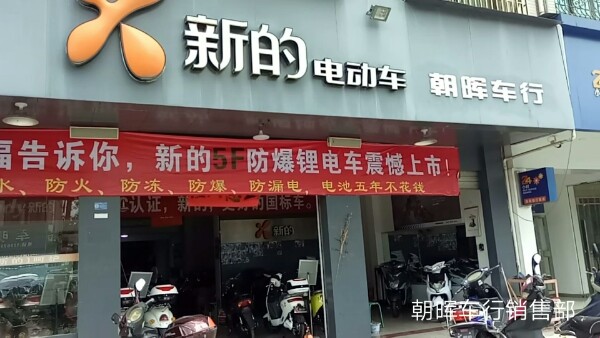 新的 电动车 朝晖车行
福告诉你，新的5F防爆锂电车震憾上市！
水、防火、防冻、防爆、防漏电，电池五年不花钱
新的
朝晖车行销售部